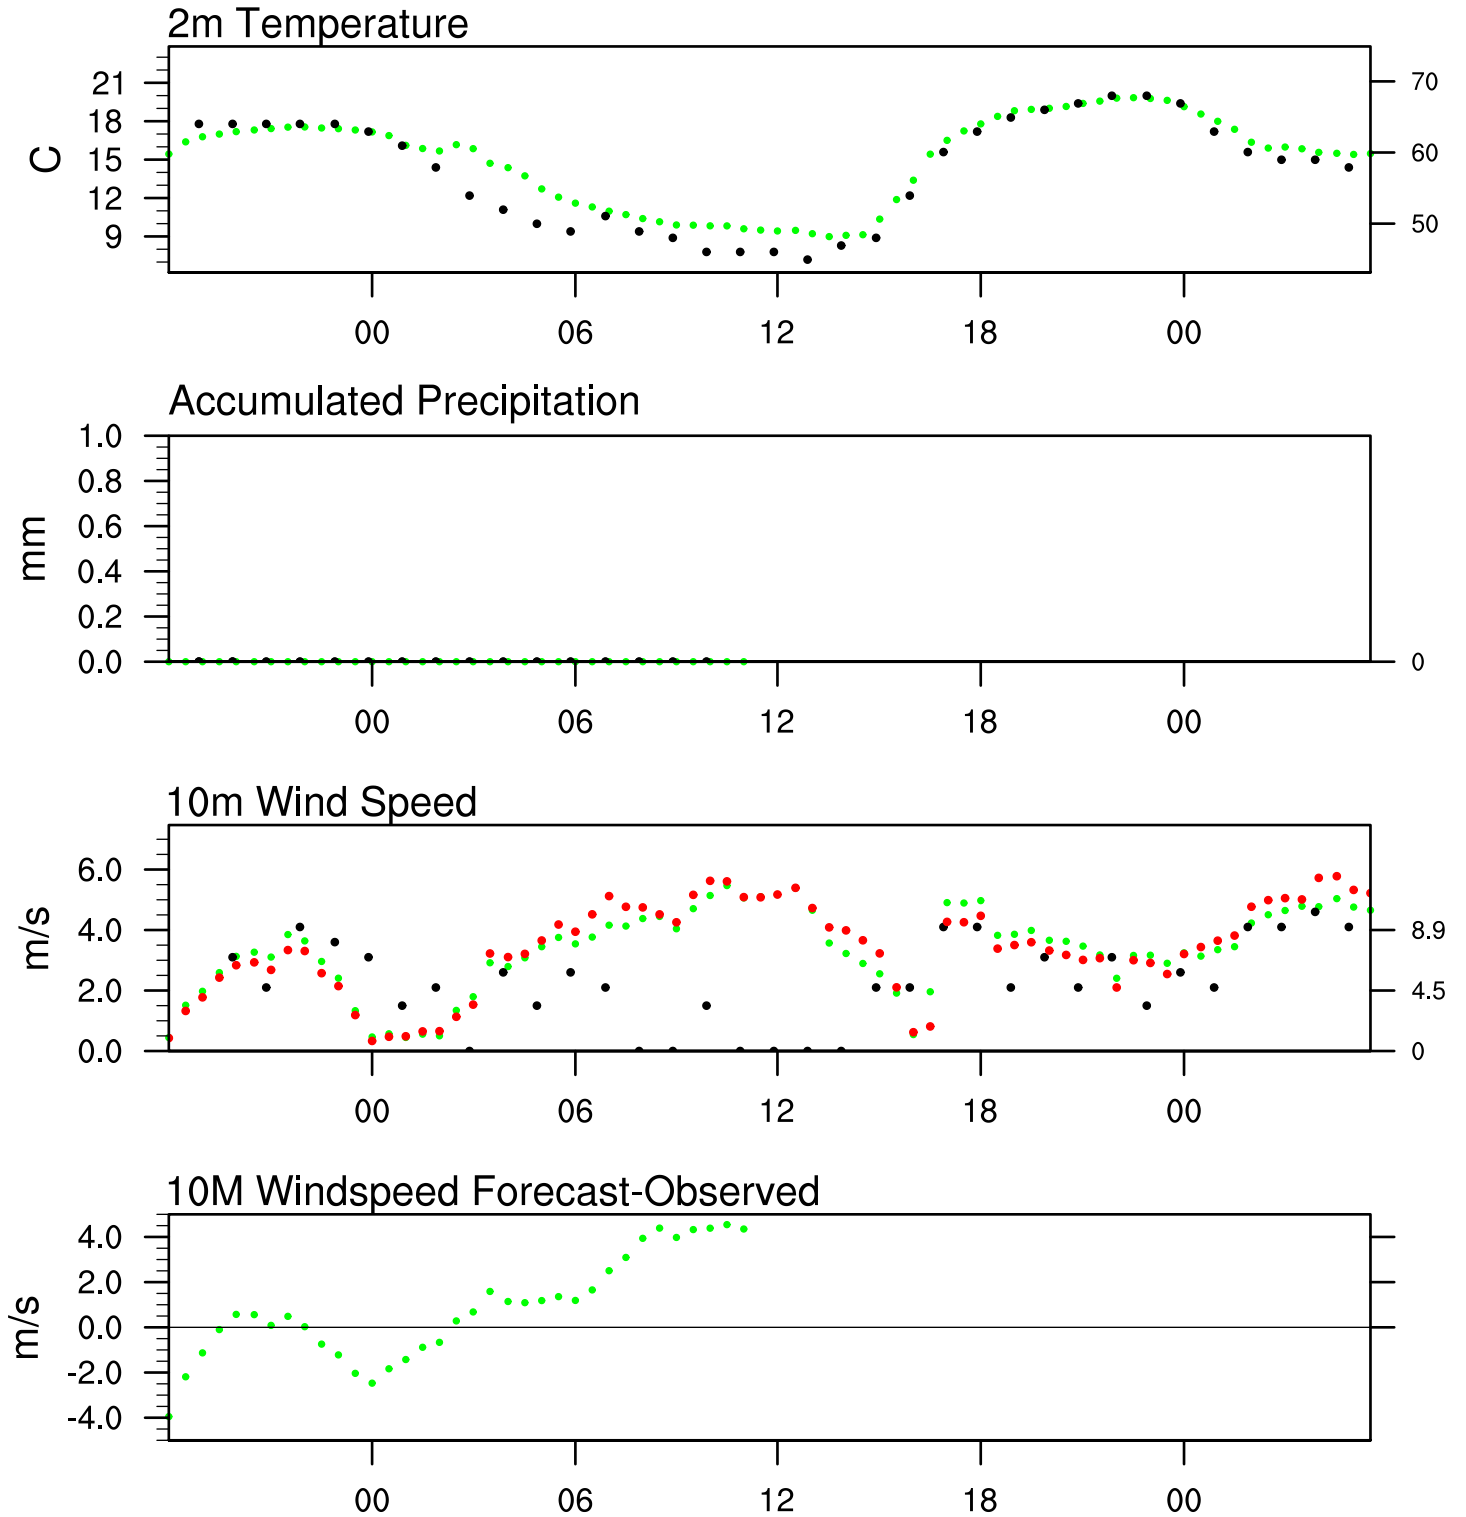 2m Temperature
21
18
15
12
9
C
70
60
50
00 06 12 18 00
Accumulated Precipitation
1.0
0.8
0.6
0.4
0.2
0.0
mm
0
00 06 12 18 00
10m Wind Speed
6.0
4.0
2.0
0.0
m/s
8.9
4.5
0
00 06 12 18 00
10M Windspeed Forecast-Observed
4.0
2.0
0.0
-2.0
-4.0
m/s
00 06 12 18 00